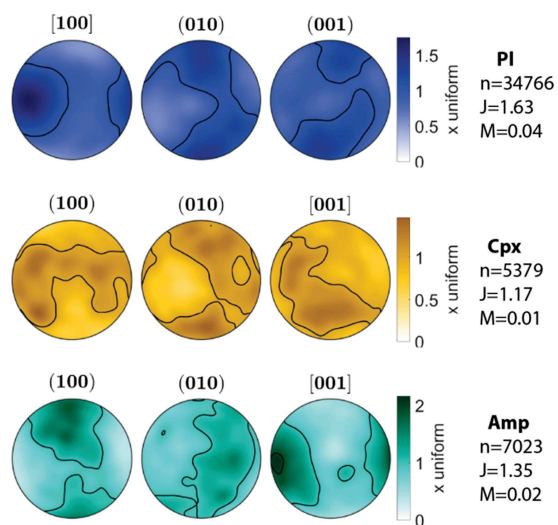 [100] (010) (001)
1.5
1
0.5
0
x uniform
Pl
n=34766
J=1.63
M=0.04
(100) (010) [001]
1
0.5
0
x uniform
Cpx
n=5379
J=1.17
M=0.01
(100) (010) [001]
2
1
0
x uniform
Amp
n=7023
J=1.35
M=0.02